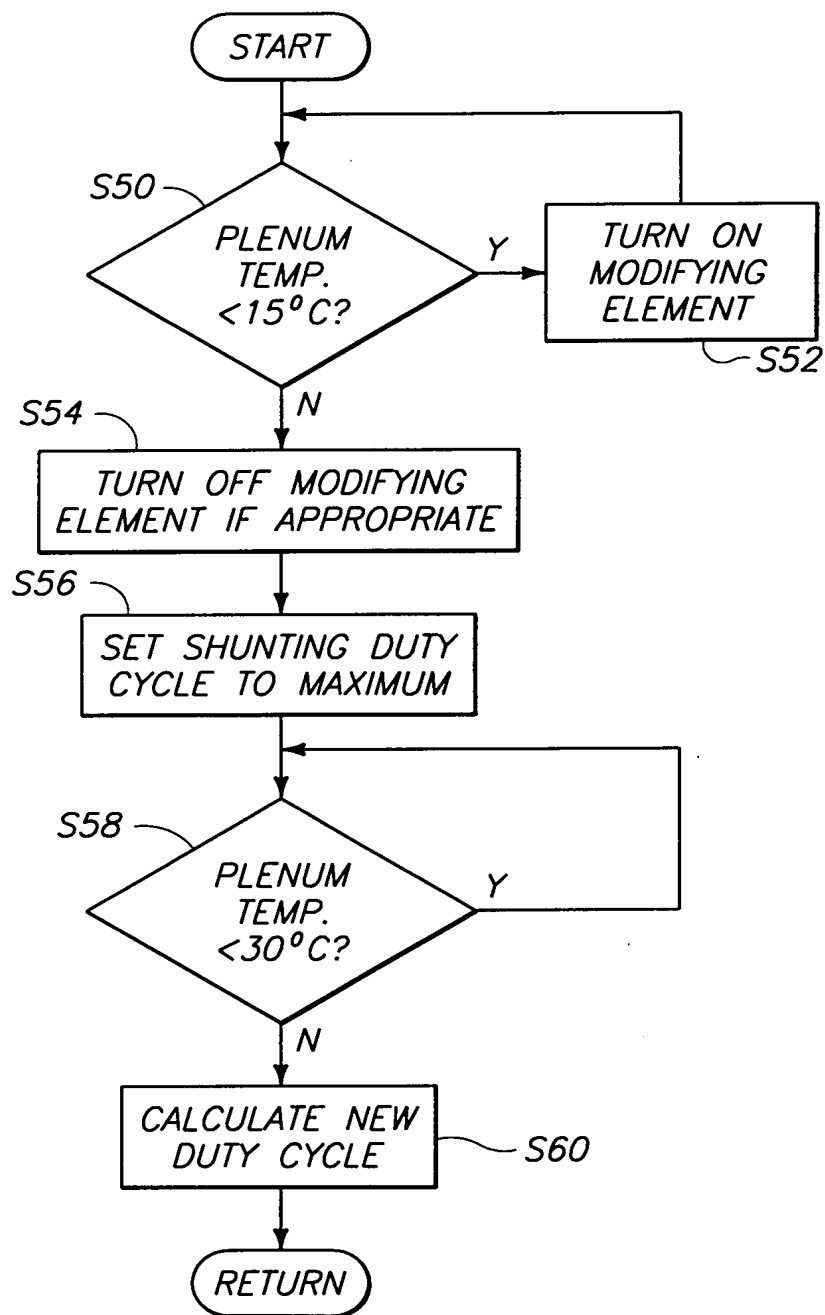 START
S50
PLENUM
TEMP.
<15°C?
Y
TURN ON
MODIFYING
ELEMENT
S52
N
S54
TURN OFF MODIFYING
ELEMENT IF APPROPRIATE
S56
SET SHUNTING DUTY
CYCLE TO MAXIMUM
S58
PLENUM
TEMP.
<30°C?
Y
N
CALCULATE NEW
DUTY CYCLE
S60
RETURN